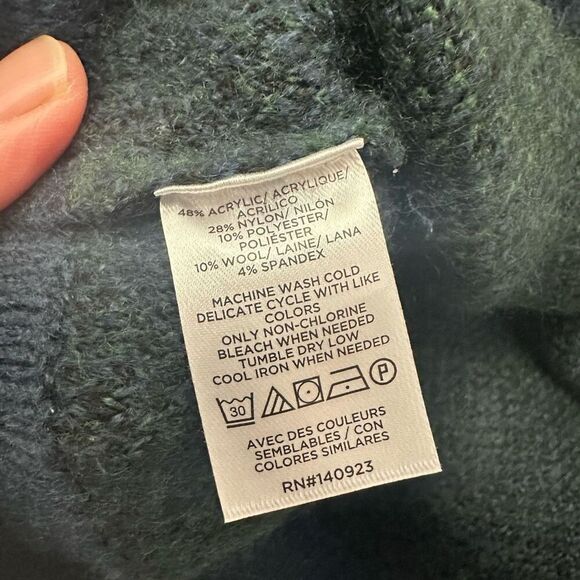 48% ACRYLIC/ ACRYLIQUE/
ACRÍLICO
28% NYLON/ NILÓN
10% POLYESTER/
POLIÉSTER
10% WOOL/ LAINE/ LANA
4% SPANDEX
MACHINE WASH COLD
DELICATE CYCLE WITH LIKE
COLORS
ONLY NON-CHLORINE
BLEACH WHEN NEEDED
TUMBLE DRY LOW
COOL IRON WHEN NEEDED
30 P
AVEC DES COULEURS
SEMBLABLES / CON
COLORES SIMILARES
RN#140923